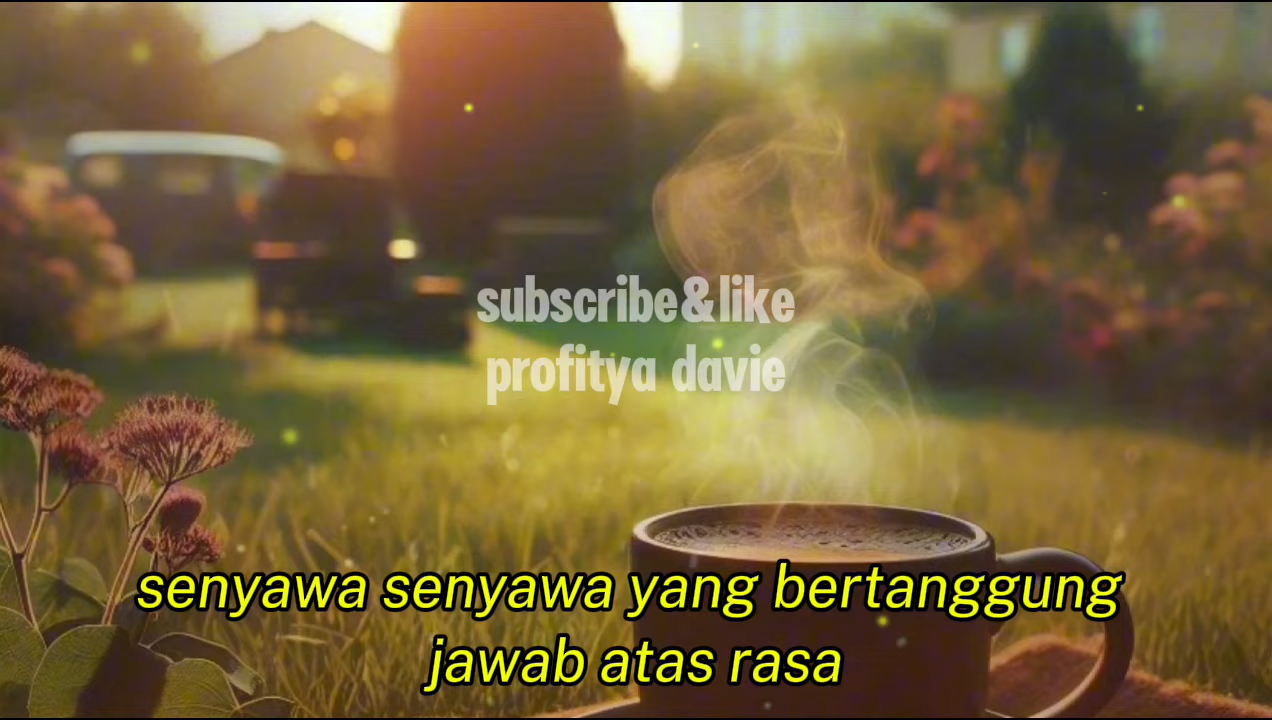 subscribe&like
profitya davie
senyawa senyawa yang bertanggung
jawab atas rasa